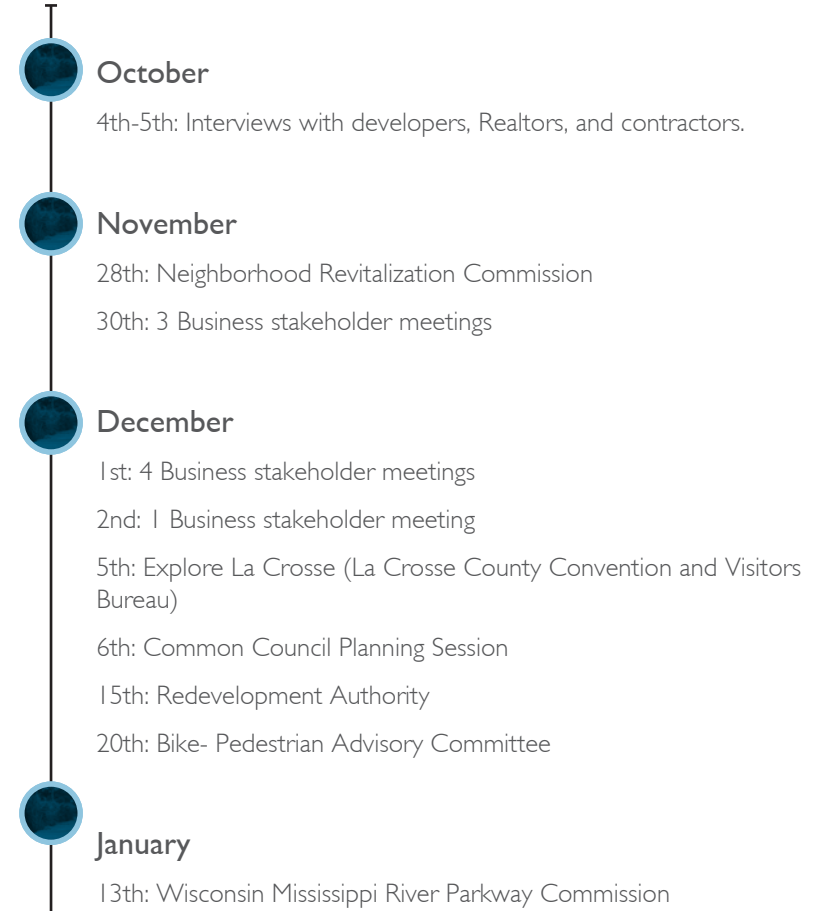 October
4th-5th: Interviews with developers, Realtors, and contractors.
November
28th: Neighborhood Revitalization Commission
30th: 3 Business stakeholder meetings
December
1st: 4 Business stakeholder meetings
2nd: 1 Business stakeholder meeting
5th: Explore La Crosse (La Crosse County Convention and Visitors
Bureau)
6th: Common Council Planning Session
15th: Redevelopment Authority
20th: Bike- Pedestrian Advisory Committee
January
13th: Wisconsin Mississippi River Parkway Commission